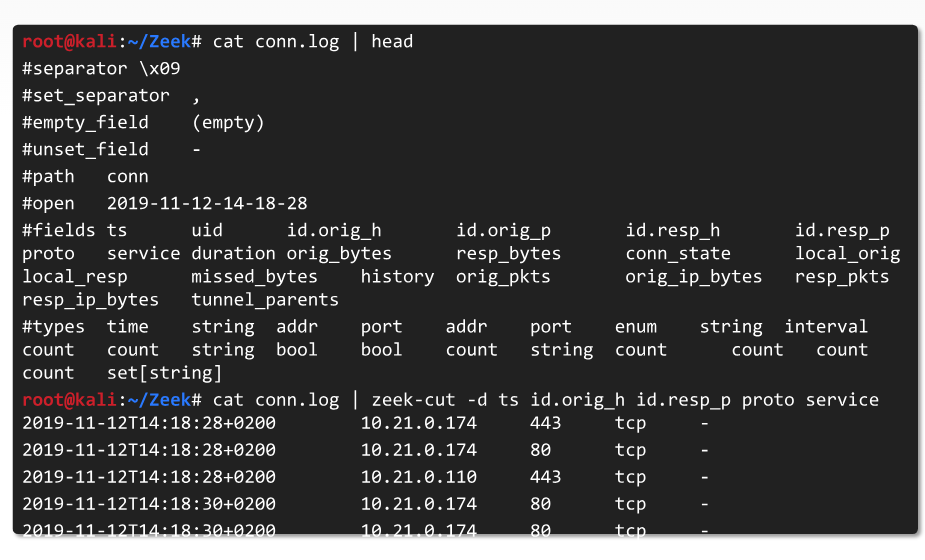 root@kali:~/Zeek# cat conn.log | head
#separator \x09
#set_separator  ,
#empty_field    (empty)
#unset_field    -
#path   conn
#open   2019-11-12-14-18-28
#fields ts      uid     id.orig_h       id.orig_p       id.resp_h       id.resp_p
proto   service duration orig_bytes      resp_bytes      conn_state      local_orig
local_resp      missed_bytes    history  orig_pkts       orig_ip_bytes   resp_pkts
resp_ip_bytes   tunnel_parents
#types  time    string  addr    port    addr    port    enum    string  interval
count   count   string  bool    bool    count   string  count      count   count
count   set[string]
root@kali:~/Zeek# cat conn.log | zeek-cut -d ts id.orig_h id.resp_p proto service
2019-11-12T14:18:28+0200        10.21.0.174     443     tcp     -
2019-11-12T14:18:28+0200        10.21.0.174     80      tcp     -
2019-11-12T14:18:28+0200        10.21.0.110     443     tcp     -
2019-11-12T14:18:30+0200        10.21.0.174     80      tcp     -
2019-11-12T14:18:30+0200        10.21.0.174     80      tcp     -